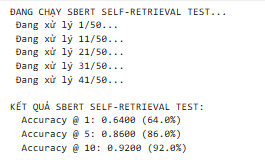 ĐANG CHẠY SBERT SELF-RETRIEVAL TEST...
Đang xử lý 1/50...
Đang xử lý 11/50...
Đang xử lý 21/50...
Đang xử lý 31/50...
Đang xử lý 41/50...
KẾT QUẢ SBERT SELF-RETRIEVAL TEST:
Accuracy @ 1: 0.6400 (64.0%)
Accuracy @ 5: 0.8600 (86.0%)
Accuracy @ 10: 0.9200 (92.0%)